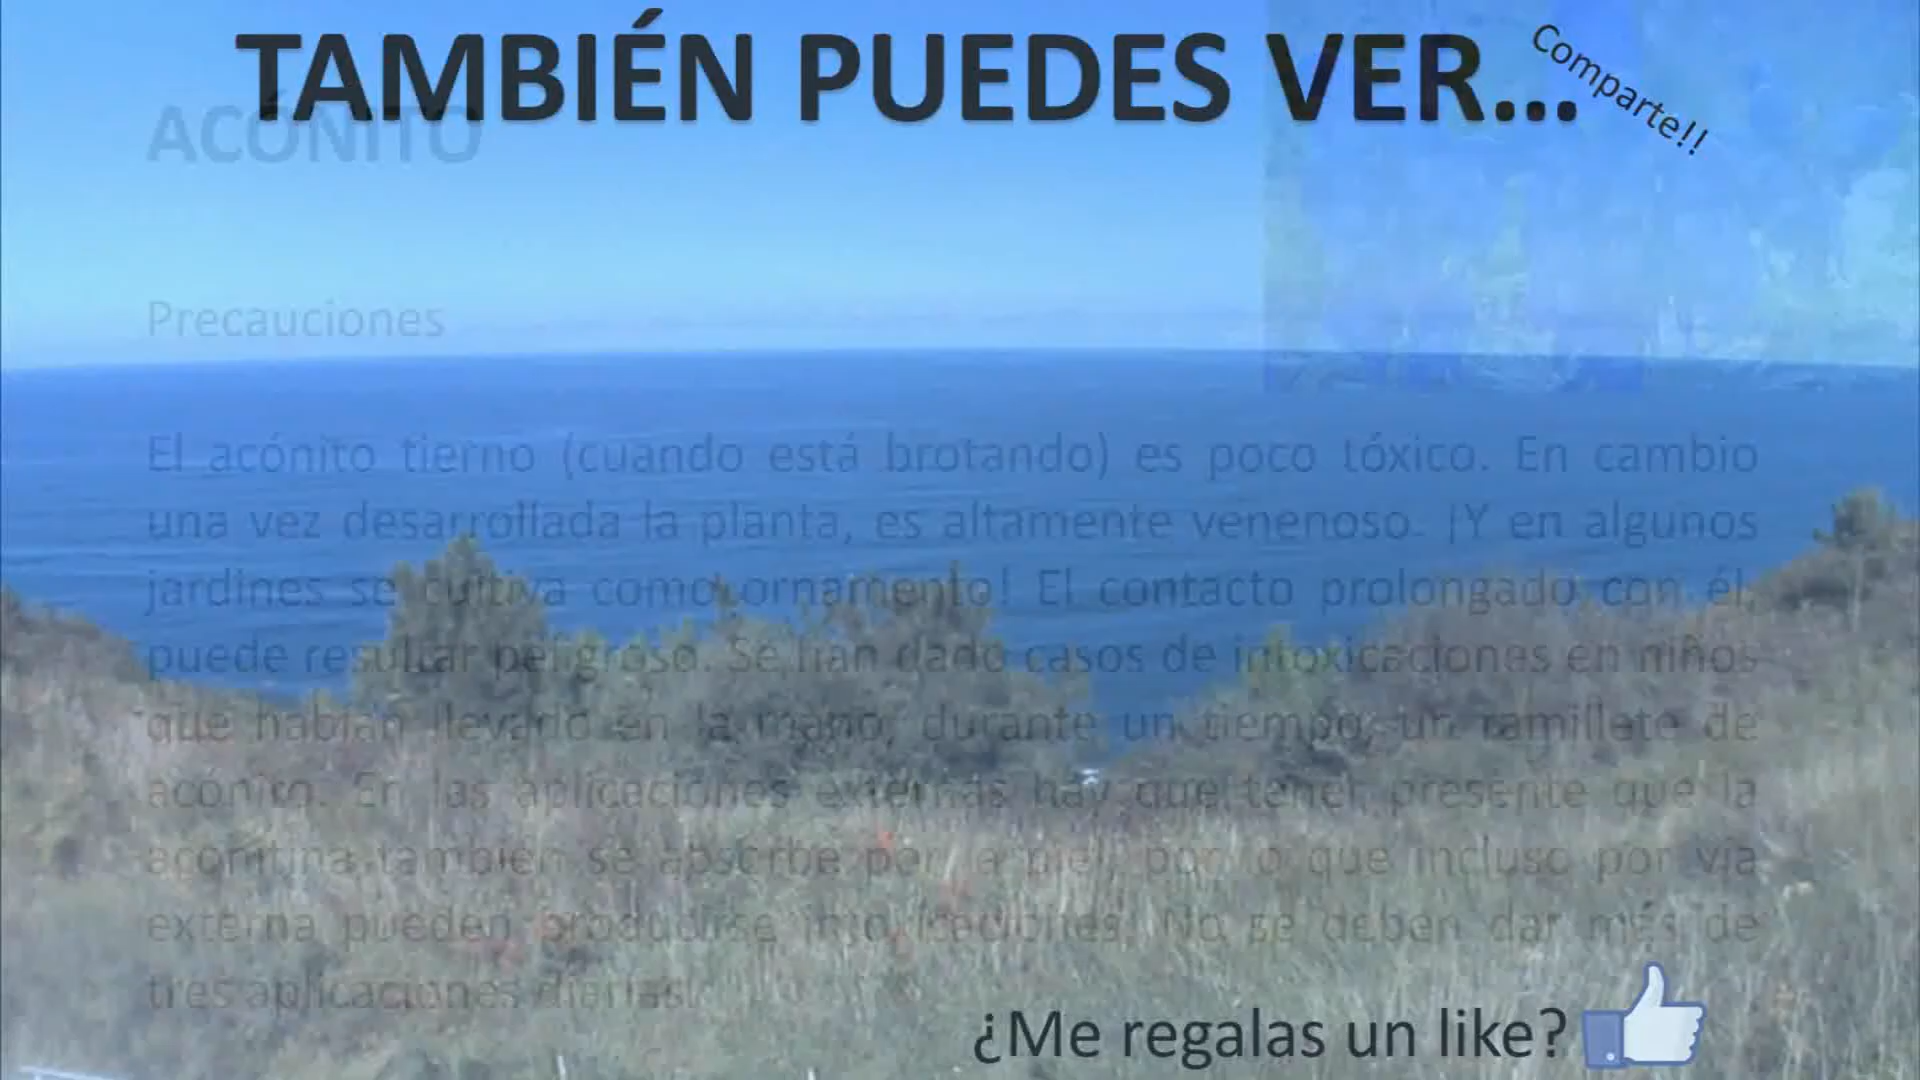 TAMBIÉN PUEDES VER...
Comparte!!
ACÓNITO
Precauciones
El acónito tierno (cuando está brotando) es poco tóxico. En cambio
una vez desarrollada la planta, es altamente venenoso. ¡Y en algunos
jardines se cultiva como ornamento! El contacto prolongado con él,
puede resultar peligroso. Se han dado casos de intoxicaciones en niños
que habían llevado en la mano, durante un tiempo, un ramillete de
acónito. En las aplicaciones externas hay que tener presente que la
aconitina también se absorbe por la piel, por lo que incluso por vía
externa pueden producirse intoxicaciones. No se deben dar más de
tres aplicaciones diarias.
¿Me regalas un like?